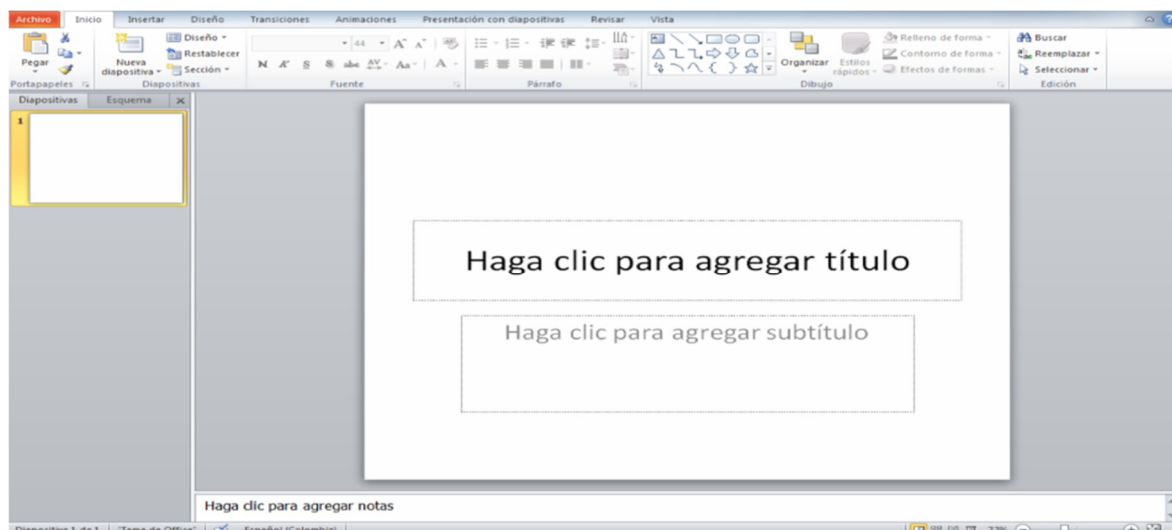 Archivo Inicio Insertar Diseño Transiciones Animaciones Presentación con diapositivas Revisar Vista
Pegar
Portapapeles
Nueva diapositiva
Diseño
Restablecer
Sección
Diapositivas
44
N K S abc AV Aa A
Fuente
Párrafo
Organizar
Estilos rápidos
Relleno de forma
Contorno de forma
Efectos de formas
Dibujo
Buscar
Reemplazar
Seleccionar
Edición
Diapositivas Esquema
1
Haga clic para agregar título
Haga clic para agregar subtítulo
Haga clic para agregar notas
Diapositiva 1 de 1 "Tema de Office" Español (Colombia)